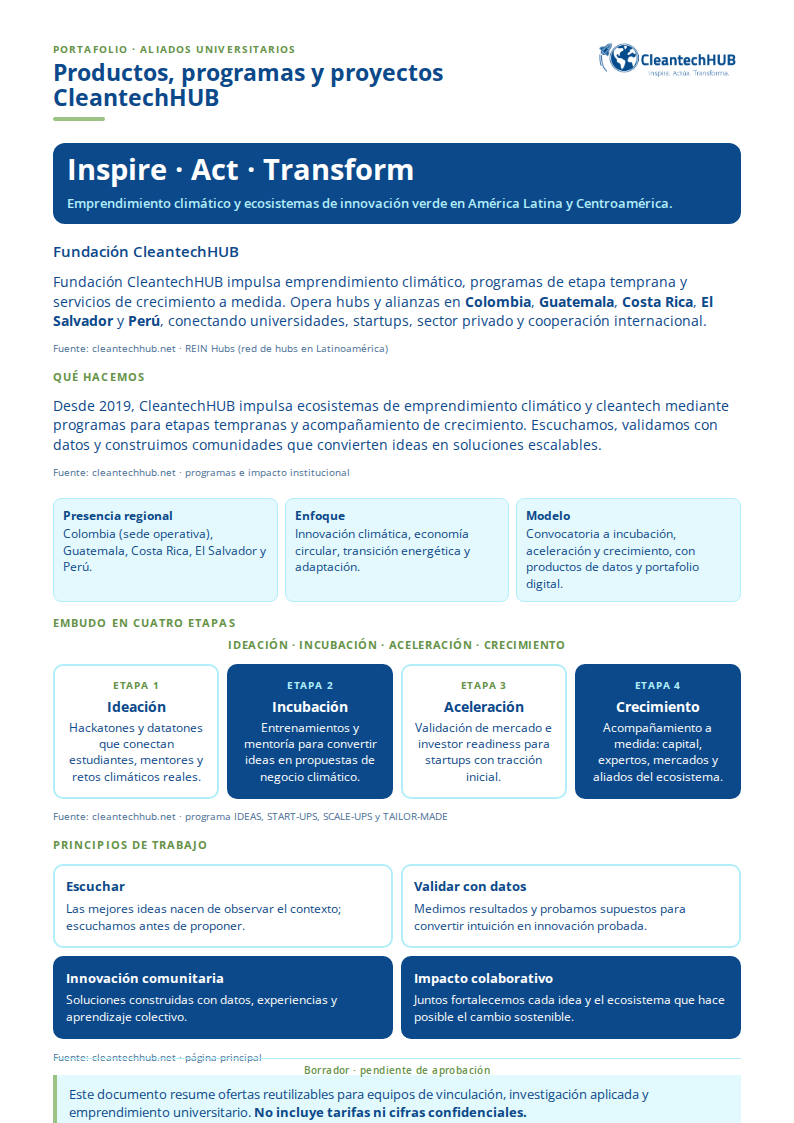 PORTAFOLIO · ALIADOS UNIVERSITARIOS
Productos, programas y proyectos
CleantechHUB
CleantechHUB
Inspire. Actúa. Transforma.
Inspire · Act · Transform
Emprendimiento climático y ecosistemas de innovación verde en América Latina y Centroamérica.
Fundación CleantechHUB
Fundación CleantechHUB impulsa emprendimiento climático, programas de etapa temprana y
servicios de crecimiento a medida. Opera hubs y alianzas en Colombia, Guatemala, Costa Rica, El
Salvador y Perú, conectando universidades, startups, sector privado y cooperación internacional.
Fuente: cleantechhub.net · REIN Hubs (red de hubs en Latinoamérica)
QUÉ HACEMOS
Desde 2019, CleantechHUB impulsa ecosistemas de emprendimiento climático y cleantech mediante
programas para etapas tempranas y acompañamiento de crecimiento. Escuchamos, validamos con
datos y construimos comunidades que convierten ideas en soluciones escalables.
Fuente: cleantechhub.net · programas e impacto institucional
Presencia regional
Colombia (sede operativa),
Guatemala, Costa Rica, El Salvador y
Perú.
Enfoque
Innovación climática, economía
circular, transición energética y
adaptación.
Modelo
Convocatoria a incubación,
aceleración y crecimiento, con
productos de datos y portafolio
digital.
EMBUDO EN CUATRO ETAPAS
IDEACIÓN · INCUBACIÓN · ACELERACIÓN · CRECIMIENTO
ETAPA 1
Ideación
Hackatones y datatones
que conectan
estudiantes, mentores y
retos climáticos reales.
ETAPA 2
Incubación
Entrenamientos y
mentoría para convertir
ideas en propuestas de
negocio climático.
ETAPA 3
Aceleración
Validación de mercado e
investor readiness para
startups con tracción
inicial.
ETAPA 4
Crecimiento
Acompañamiento a
medida: capital,
expertos, mercados y
aliados del ecosistema.
Fuente: cleantechhub.net · programa IDEAS, START-UPS, SCALE-UPS y TAILOR-MADE
PRINCIPIOS DE TRABAJO
Escuchar
Las mejores ideas nacen de observar el contexto;
escuchamos antes de proponer.
Validar con datos
Medimos resultados y probamos supuestos para
convertir intuición en innovación probada.
Innovación comunitaria
Soluciones construidas con datos, experiencias y
aprendizaje colectivo.
Impacto colaborativo
Juntos fortalecemos cada idea y el ecosistema que hace
posible el cambio sostenible.
Fuente: cleantechhub.net · página principal
Borrador · pendiente de aprobación
Este documento resume ofertas reutilizables para equipos de vinculación, investigación aplicada y
emprendimiento universitario. No incluye tarifas ni cifras confidenciales.